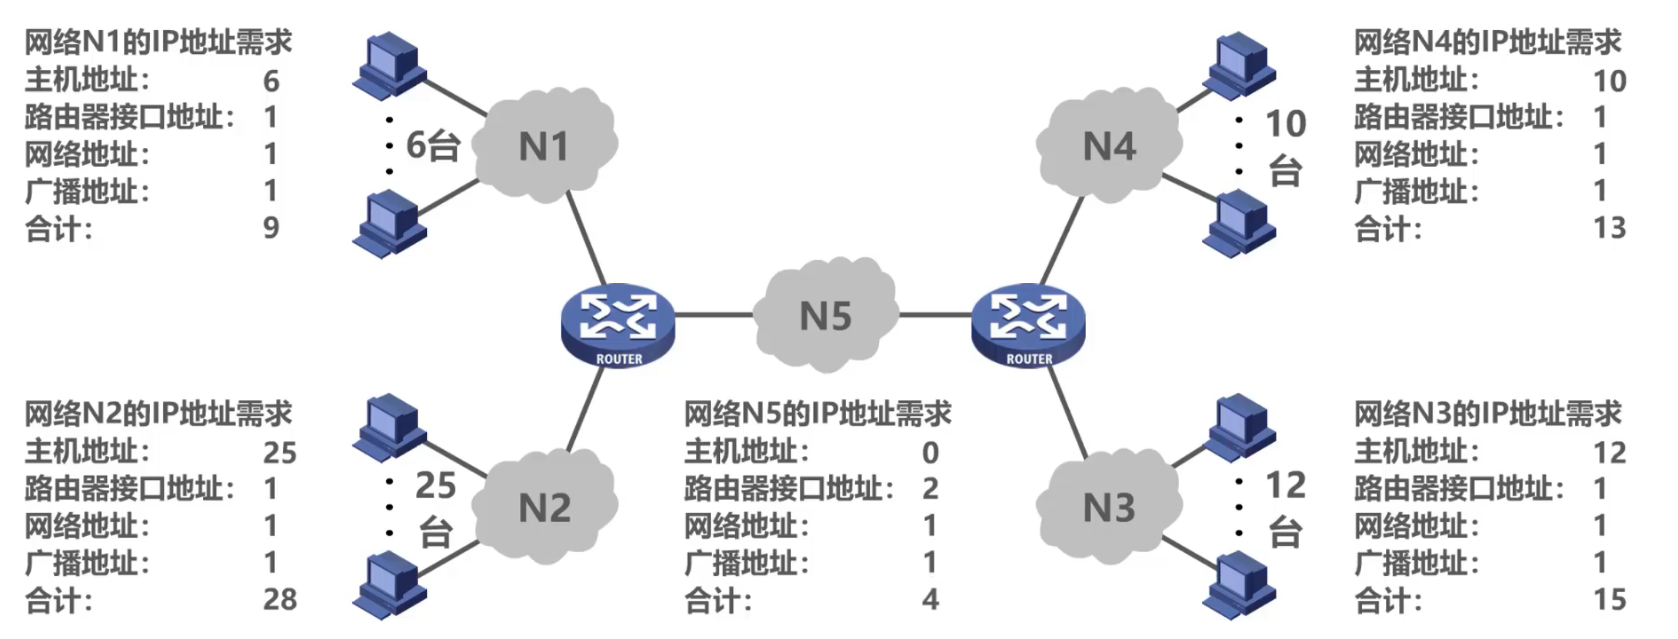 网络N1的IP地址需求
主机地址： 6
路由器接口地址： 1
网络地址： 1
广播地址： 1
合计： 9
6台
N1
N4
10
台
网络N4的IP地址需求
主机地址： 10
路由器接口地址： 1
网络地址： 1
广播地址： 1
合计： 13
ROUTER
N5
ROUTER
网络N2的IP地址需求
主机地址： 25
路由器接口地址： 1
网络地址： 1
广播地址： 1
合计： 28
25
台
N2
网络N5的IP地址需求
主机地址： 0
路由器接口地址： 2
网络地址： 1
广播地址： 1
合计： 4
N3
12
台
网络N3的IP地址需求
主机地址： 12
路由器接口地址： 1
网络地址： 1
广播地址： 1
合计： 15